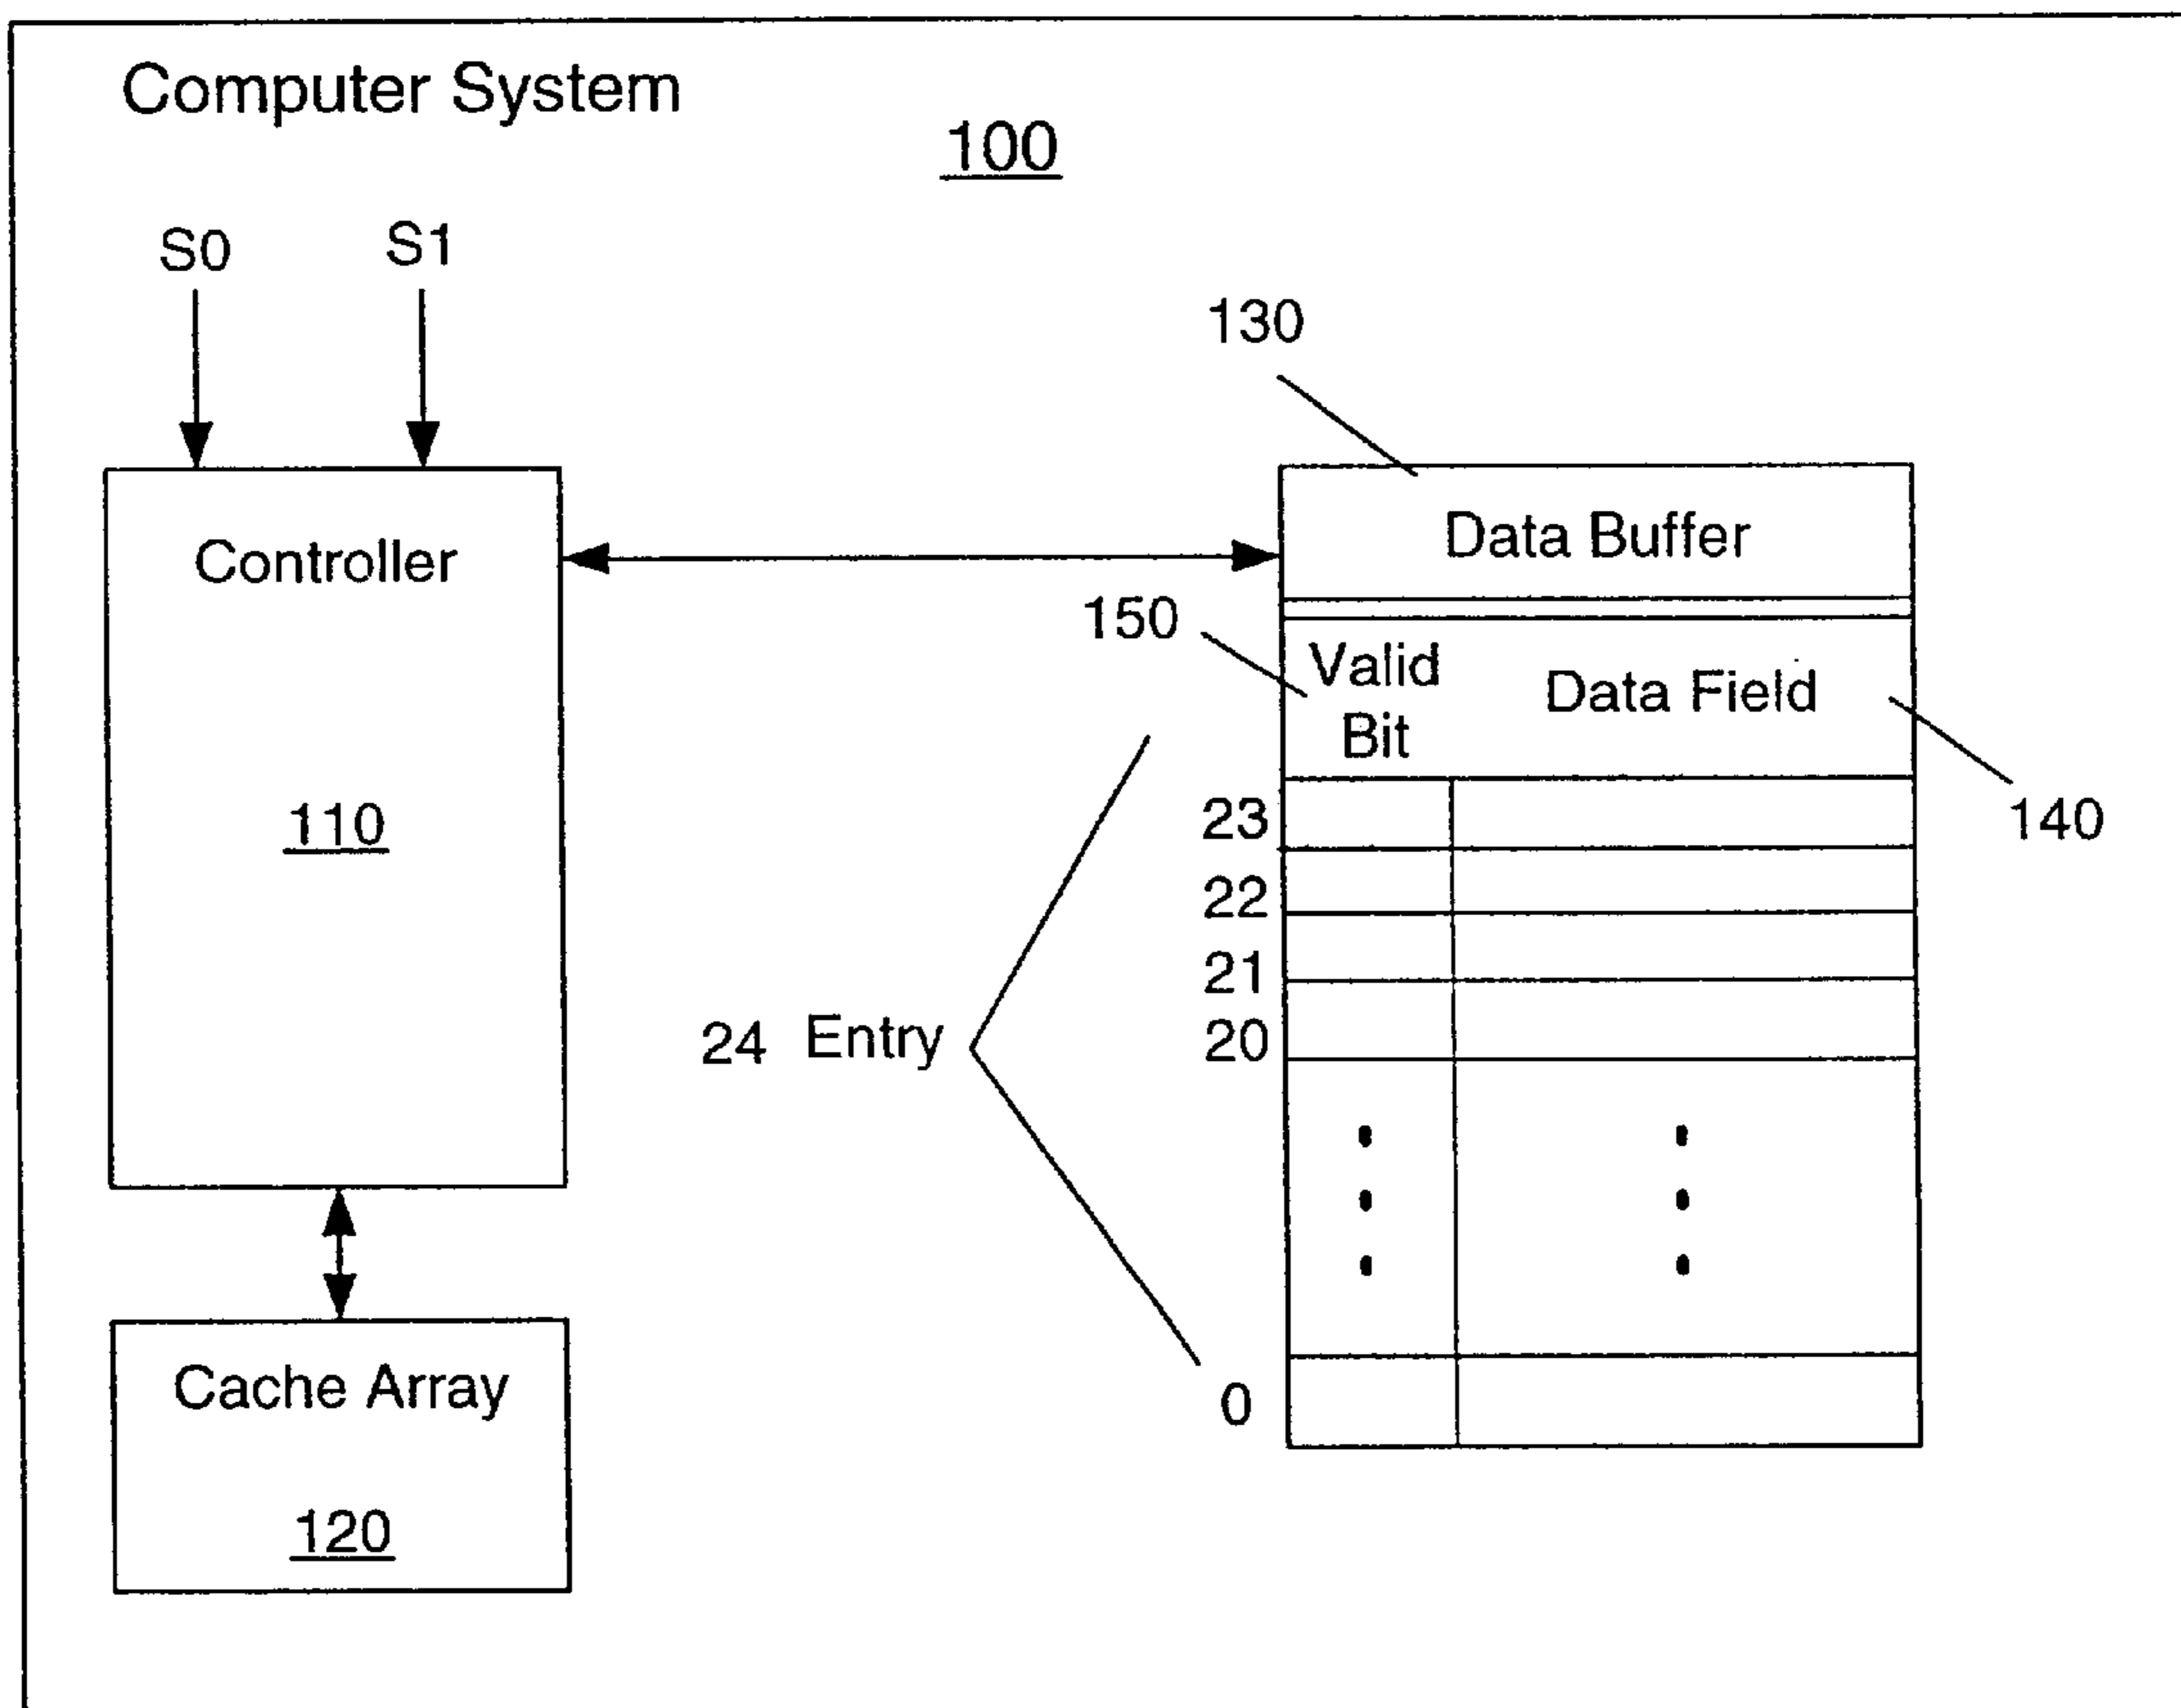 Computer System
100
S0 S1
130
Controller
Data Buffer
150
Valid Bit
Data Field
110
23
140
22
21
24 Entry
20
Cache Array
0
120